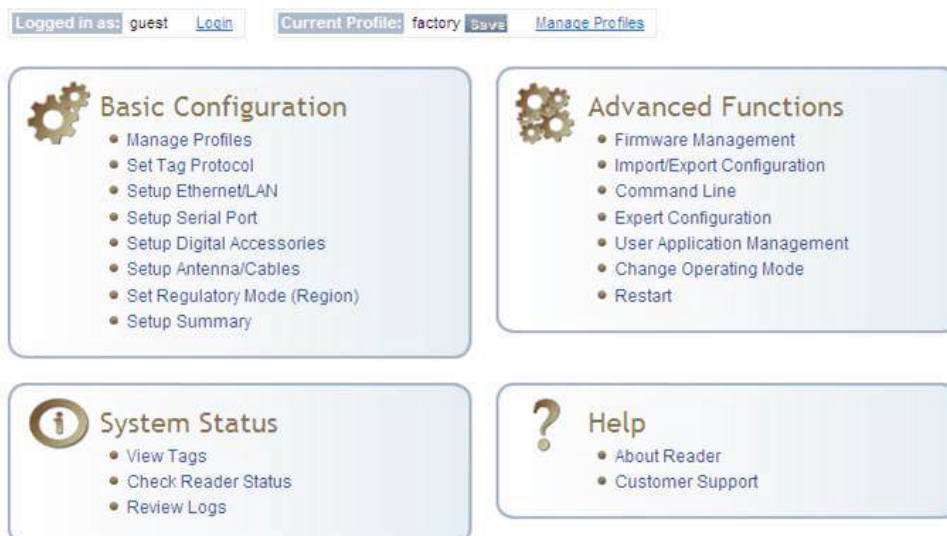 Logged in as: guest Login Current Profile: factory Save Manage Profiles
Basic Configuration
Manage Profiles
Set Tag Protocol
Setup Ethernet/LAN
Setup Serial Port
Setup Digital Accessories
Setup Antenna/Cables
Set Regulatory Mode (Region)
Setup Summary
Advanced Functions
Firmware Management
Import/Export Configuration
Command Line
Expert Configuration
User Application Management
Change Operating Mode
Restart
System Status
View Tags
Check Reader Status
Review Logs
Help
About Reader
Customer Support